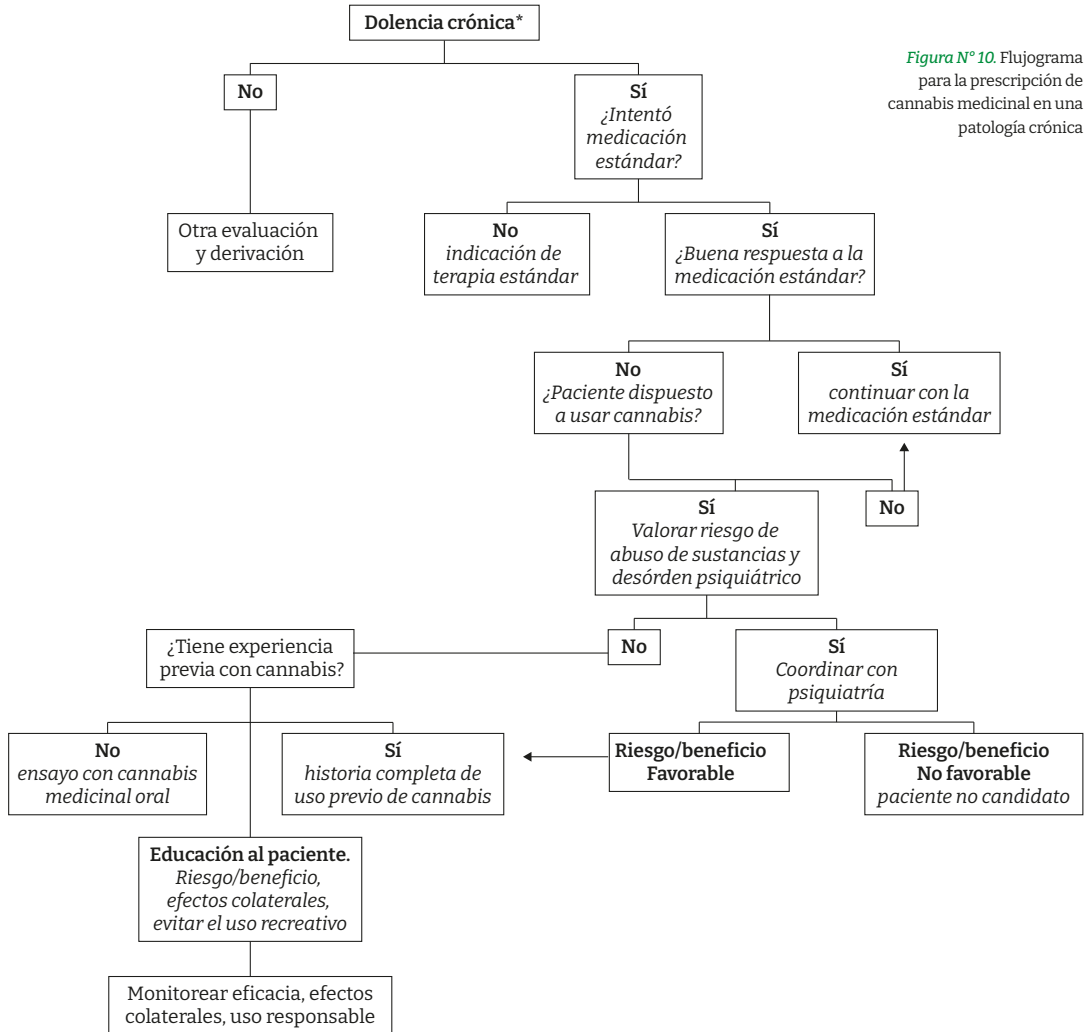 Dolencia crónica*
Figura N° 10. Flujograma
para la prescripción de
cannabis medicinal en una
patología crónica
No
Sí
¿Intentó
medicación
estándar?
Otra evaluación
y derivación
No
indicación de
terapia estándar
Sí
¿Buena respuesta a la
medicación estándar?
No
¿Paciente dispuesto
a usar cannabis?
Sí
continuar con la
medicación estándar
Sí
Valorar riesgo de
abuso de sustancias y
desórden psiquiátrico
No
¿Tiene experiencia
previa con cannabis?
No
Sí
Coordinar con
psiquiatría
No
ensayo con cannabis
medicinal oral
Sí
historia completa de
uso previo de cannabis
Riesgo/beneficio
Favorable
Riesgo/beneficio
No favorable
paciente no candidato
Educación al paciente.
Riesgo/beneficio,
efectos colaterales,
evitar el uso recreativo
Monitorear eficacia, efectos
colaterales, uso responsable